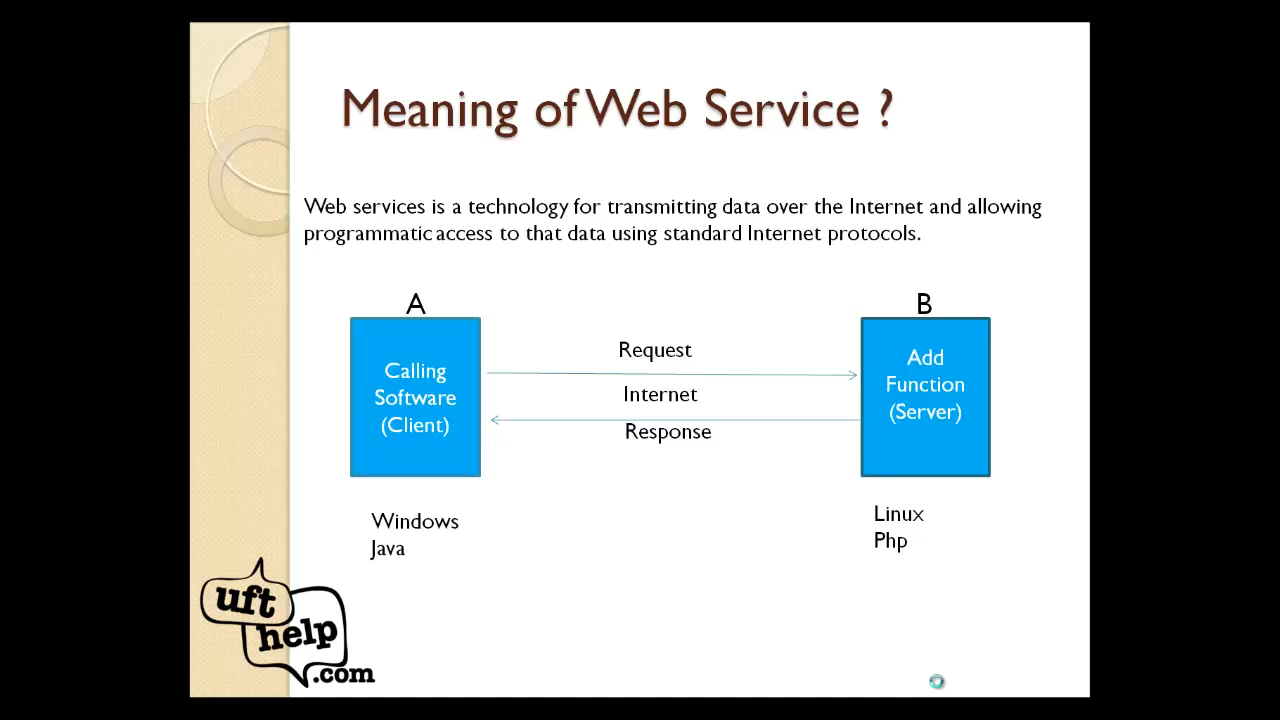 Meaning of Web Service ?
Web services is a technology for transmitting data over the Internet and allowing
programmatic access to that data using standard Internet protocols.
A
B
Calling
Software
(Client)
Request
Internet
Response
Add
Function
(Server)
Windows
Java
Linux
Php
uft
help
.com